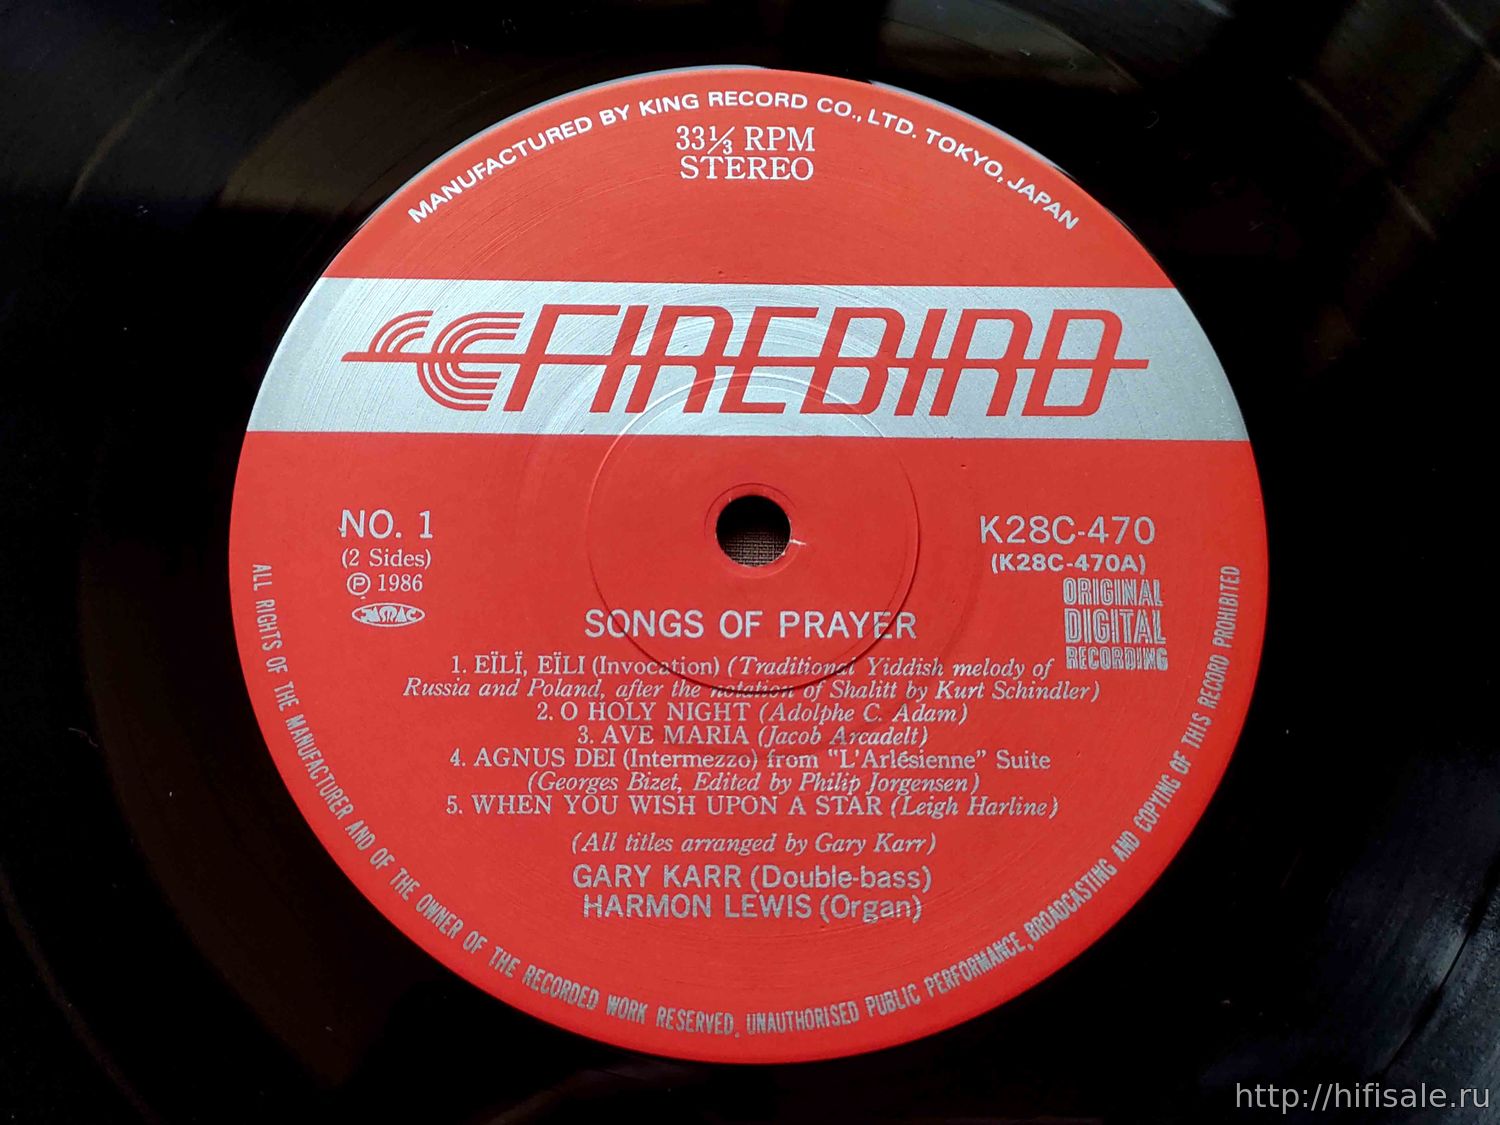 MANUFACTURED BY KING RECORD CO., LTD. TOKYO, JAPAN
33 1/3 RPM
STEREO
FIREBIRD
NO. 1
(2 Sides)
Ⓟ 1986
K28C-470
(K28C-470A)
ORIGINAL
DIGITAL
RECORDING
SONGS OF PRAYER
1. EÏLÏ, EÏLI (Invocation) (Traditional Yiddish melody of
Russia and Poland, after the notation of Shalitt by Kurt Schindler)
2. O HOLY NIGHT (Adolphe C. Adam)
3. AVE MARIA (Jacob Arcadelt)
4. AGNUS DEI (Intermezzo) from "L'Arlésienne" Suite
(Georges Bizet, Edited by Philip Jorgensen)
5. WHEN YOU WISH UPON A STAR (Leigh Harline)
(All titles arranged by Gary Karr)
GARY KARR (Double-bass)
HARMON LEWIS (Organ)
ALL RIGHTS OF THE MANUFACTURER AND OF THE OWNER OF THE RECORDED WORK RESERVED. UNAUTHORISED PUBLIC PERFORMANCE, BROADCASTING AND COPYING OF THIS RECORD PROHIBITED
http://hifisale.ru